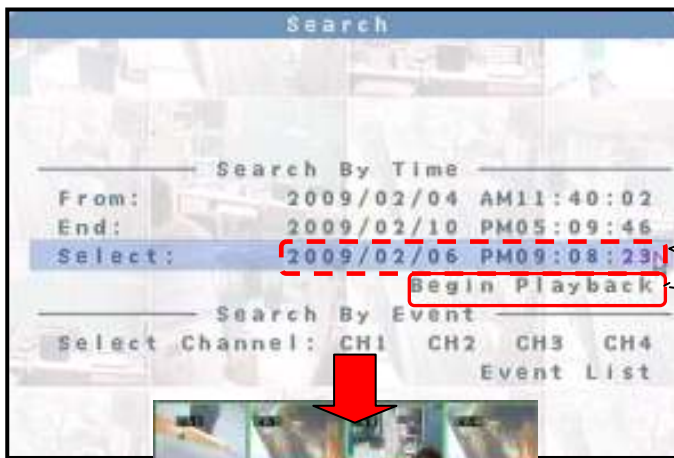 Search
Search By Time
From: 2009/02/04 AM11:40:02
End: 2009/02/10 PM05:09:46
Select: 2009/02/06 PM09:08:23
Begin Playback
Search By Event
Select Channel: CH1 CH2 CH3 CH4
Event List